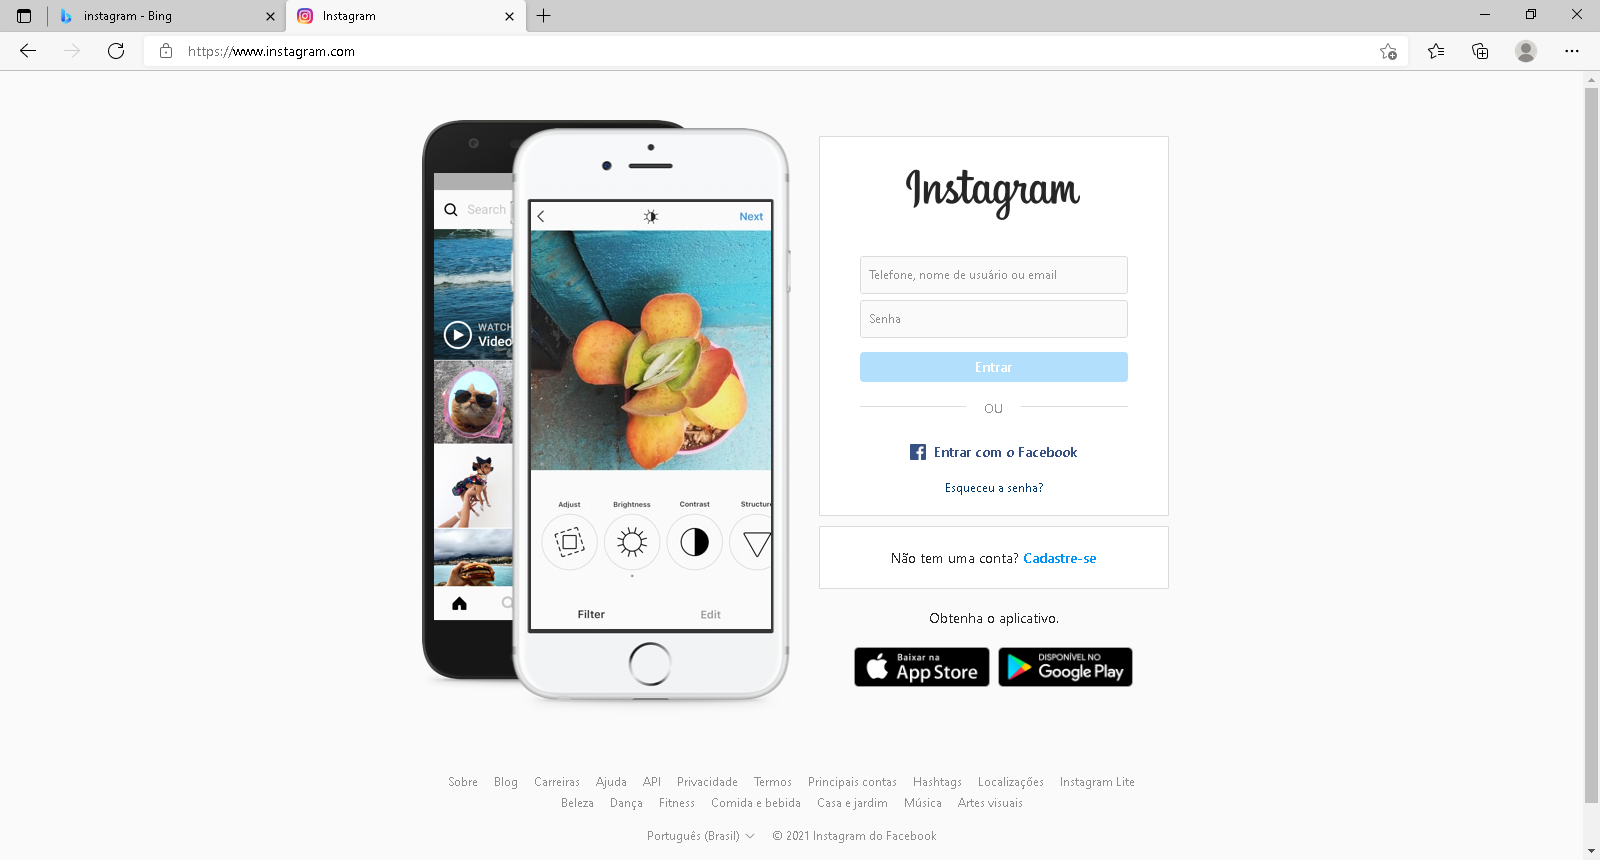 instagram - Bing
Instagram
https://www.instagram.com
Search
WATCH
Video
Next
Adjust Brightness Contrast Structure
Filter Edit
Instagram
Telefone, nome de usuário ou email
Senha
Entrar
OU
Entrar com o Facebook
Esqueceu a senha?
Não tem uma conta? Cadastre-se
Obtenha o aplicativo.
Baixar na
App Store
DISPONÍVEL NO
Google Play
Sobre Blog Carreiras Ajuda API Privacidade Termos Principais contas Hashtags Localizações Instagram Lite
Beleza Dança Fitness Comida e bebida Casa e jardim Música Artes visuais
Português (Brasil) © 2021 Instagram do Facebook